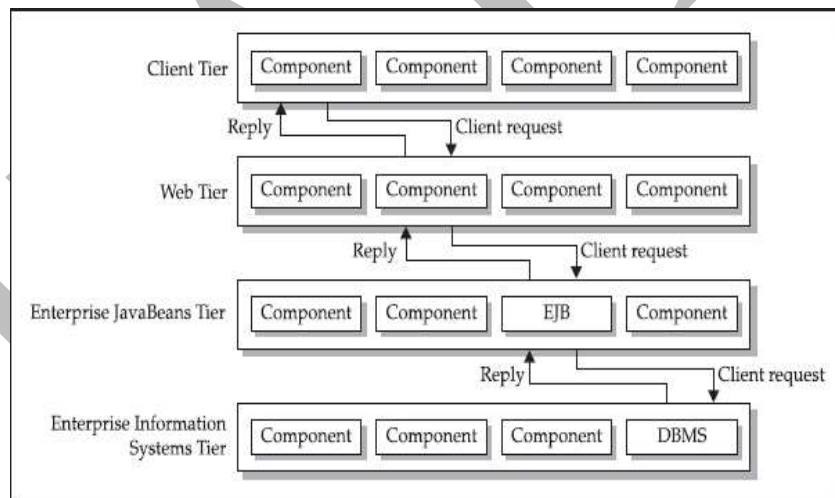 Client Tier
Component Component Component Component
Reply Client request
Web Tier
Component Component Component Component
Reply Client request
Enterprise JavaBeans Tier
Component Component EJB Component
Reply Client request
Enterprise Information
Systems Tier
Component Component Component DBMS